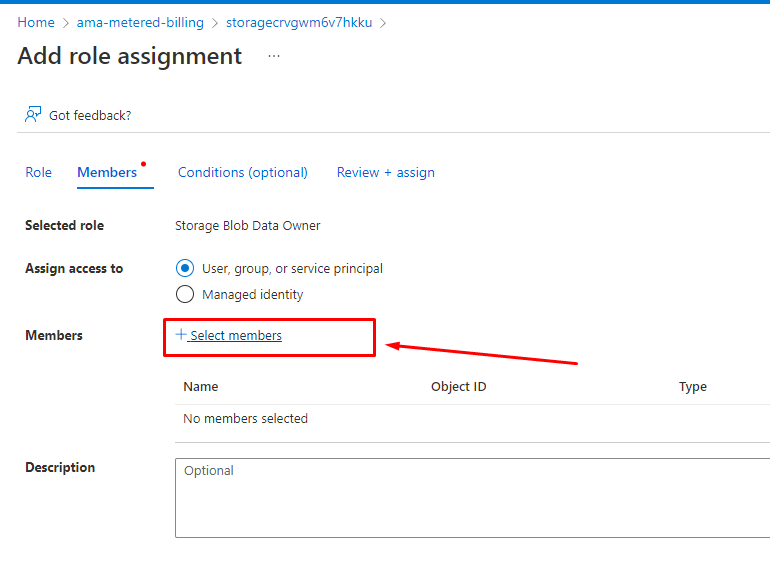 Home > ama-metered-billing > storagecrvgwm6v7hkku >
Add role assignment ...
Got feedback?
Role Members Conditions (optional) Review + assign
Selected role Storage Blob Data Owner
Assign access to User, group, or service principal
Managed identity
Members + Select members
Name Object ID Type
No members selected
Description Optional